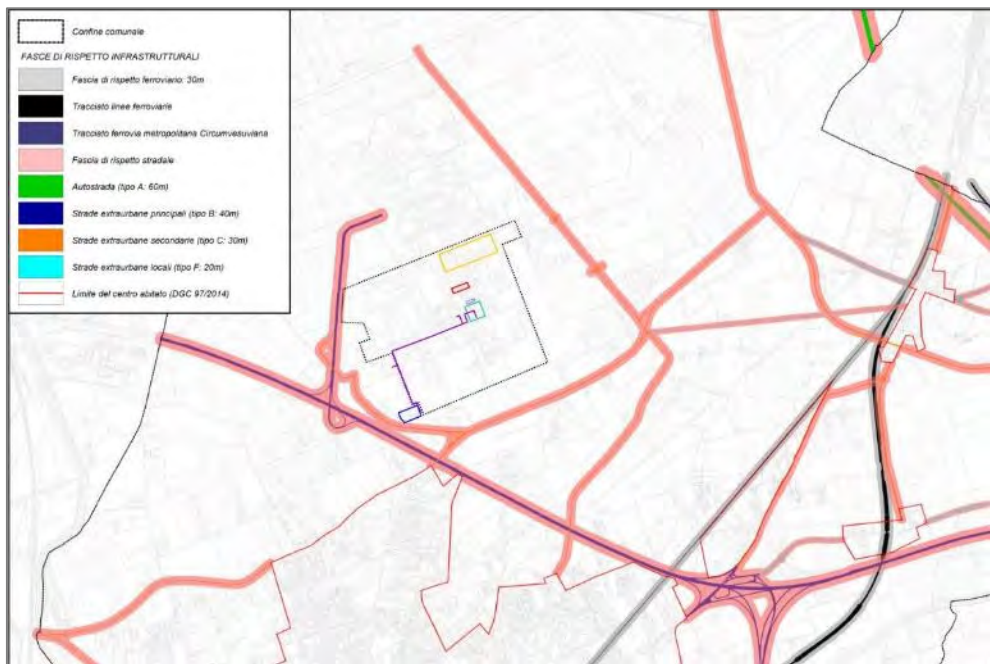 Confine comunale
FASCE DI RISPETTO INFRASTRUTTURALI
Fascia di rispetto ferroviario: 30m
Tracciato linee ferroviarie
Tracciato ferrovia metropolitana Circumvesuviana
Fascia di rispetto stradale
Autostrada (tipo A: 60m)
Strade extraurbane principali (tipo B: 40m)
Strade extraurbane secondarie (tipo C: 30m)
Strade extraurbane locali (tipo F: 20m)
Limite del centro abitato (DGC 97/2014)